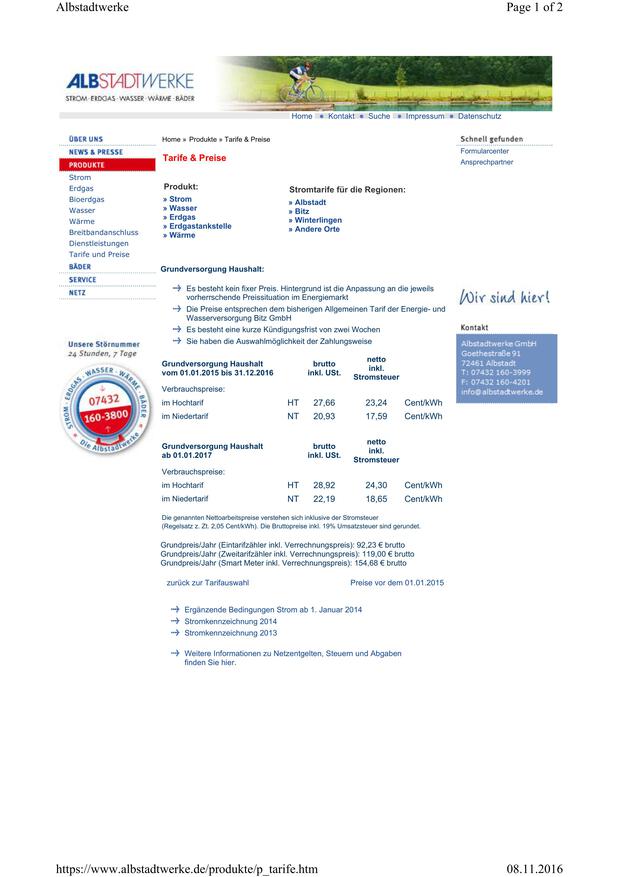 Albstadtwerke
Page 1 of 2
ALBSTADTWERKE
STROM · ERDGAS · WASSER · WÄRME · BÄDER
Home Kontakt Suche Impressum Datenschutz
ÜBER UNS
NEWS & PRESSE
PRODUKTE
Strom
Erdgas
Bioerdgas
Wasser
Wärme
Breitbandanschluss
Dienstleistungen
Tarife und Preise
BÄDER
SERVICE
NETZ
Unsere Störnummer
24 Stunden, 7 Tage
STROM · ERDGAS · WASSER · WÄRME · BÄDER
07432
160-3800
Die Albstadtwerke
Home » Produkte » Tarife & Preise
Tarife & Preise
Produkt:
» Strom
» Wasser
» Erdgas
» Erdgastankstelle
» Wärme
Stromtarife für die Regionen:
» Albstadt
» Bitz
» Winterlingen
» Andere Orte
Grundversorgung Haushalt:
Es besteht kein fixer Preis. Hintergrund ist die Anpassung an die jeweils
vorherrschende Preissituation im Energiemarkt
Die Preise entsprechen dem bisherigen Allgemeinen Tarif der Energie- und
Wasserversorgung Bitz GmbH
Es besteht eine kurze Kündigungsfrist von zwei Wochen
Sie haben die Auswahlmöglichkeit der Zahlungsweise
Grundversorgung Haushalt
vom 01.01.2015 bis 31.12.2016
brutto
inkl. USt.
netto
inkl.
Stromsteuer
Verbrauchspreise:
im Hochtarif HT 27,66 23,24 Cent/kWh
im Niedertarif NT 20,93 17,59 Cent/kWh
Grundversorgung Haushalt
ab 01.01.2017
brutto
inkl. USt.
netto
inkl.
Stromsteuer
Verbrauchspreise:
im Hochtarif HT 28,92 24,30 Cent/kWh
im Niedertarif NT 22,19 18,65 Cent/kWh
Die genannten Nettoarbeitspreise verstehen sich inklusive der Stromsteuer
(Regelsatz z. Zt. 2,05 Cent/kWh). Die Bruttopreise inkl. 19% Umsatzsteuer sind gerundet.
Grundpreis/Jahr (Eintarifzähler inkl. Verrechnungspreis): 92,23 € brutto
Grundpreis/Jahr (Zweitarifzähler inkl. Verrechnungspreis): 119,00 € brutto
Grundpreis/Jahr (Smart Meter inkl. Verrechnungspreis): 154,68 € brutto
zurück zur Tarifauswahl
Preise vor dem 01.01.2015
Ergänzende Bedingungen Strom ab 1. Januar 2014
Stromkennzeichnung 2014
Stromkennzeichnung 2013
Weitere Informationen zu Netzentgelten, Steuern und Abgaben
finden Sie hier.
Schnell gefunden
Formularcenter
Ansprechpartner
Wir sind hier!
Kontakt
Albstadtwerke GmbH
Goethestraße 91
72461 Albstadt
T: 07432 160-3999
F: 07432 160-4201
info@albstadtwerke.de
https://www.albstadtwerke.de/produkte/p_tarife.htm
08.11.2016